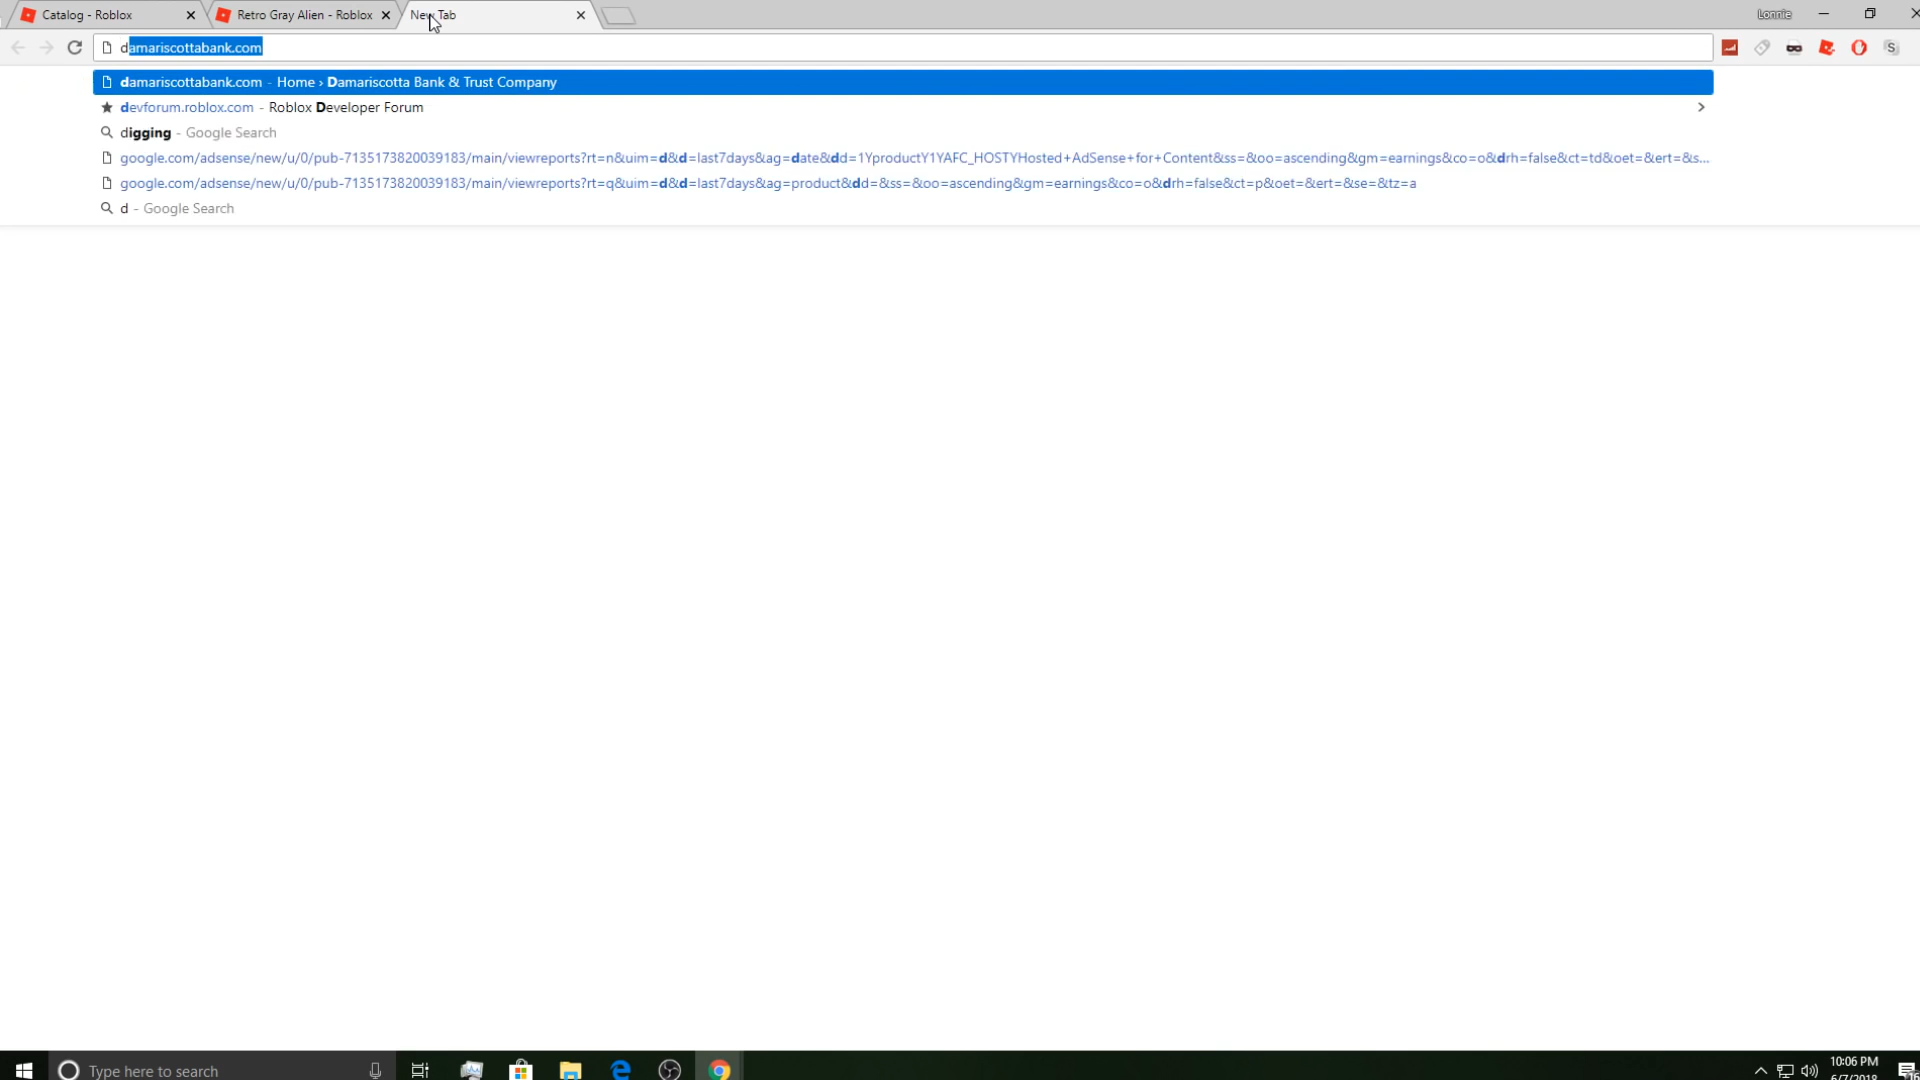 Catalog - Roblox
Retro Gray Alien - Roblox
New Tab
Lonnie
damariscottabank.com
damariscottabank.com - Home › Damariscotta Bank & Trust Company
devforum.roblox.com - Roblox Developer Forum
digging - Google Search
google.com/adsense/new/u/0/pub-7135173820039183/main/viewreports?rt=n&uim=d&d=last7days&ag=date&dd=1YproductY1YAFC_HOSTYHosted+AdSense+for+Content&ss=&oo=ascending&gm=earnings&co=o&drh=false&ct=td&oet=&ert=&s...
google.com/adsense/new/u/0/pub-7135173820039183/main/viewreports?rt=q&uim=d&d=last7days&ag=product&dd=&ss=&oo=ascending&gm=earnings&co=o&drh=false&ct=p&oet=&ert=&se=&tz=a
d - Google Search
Type here to search
10:06 PM
6/7/2018
16